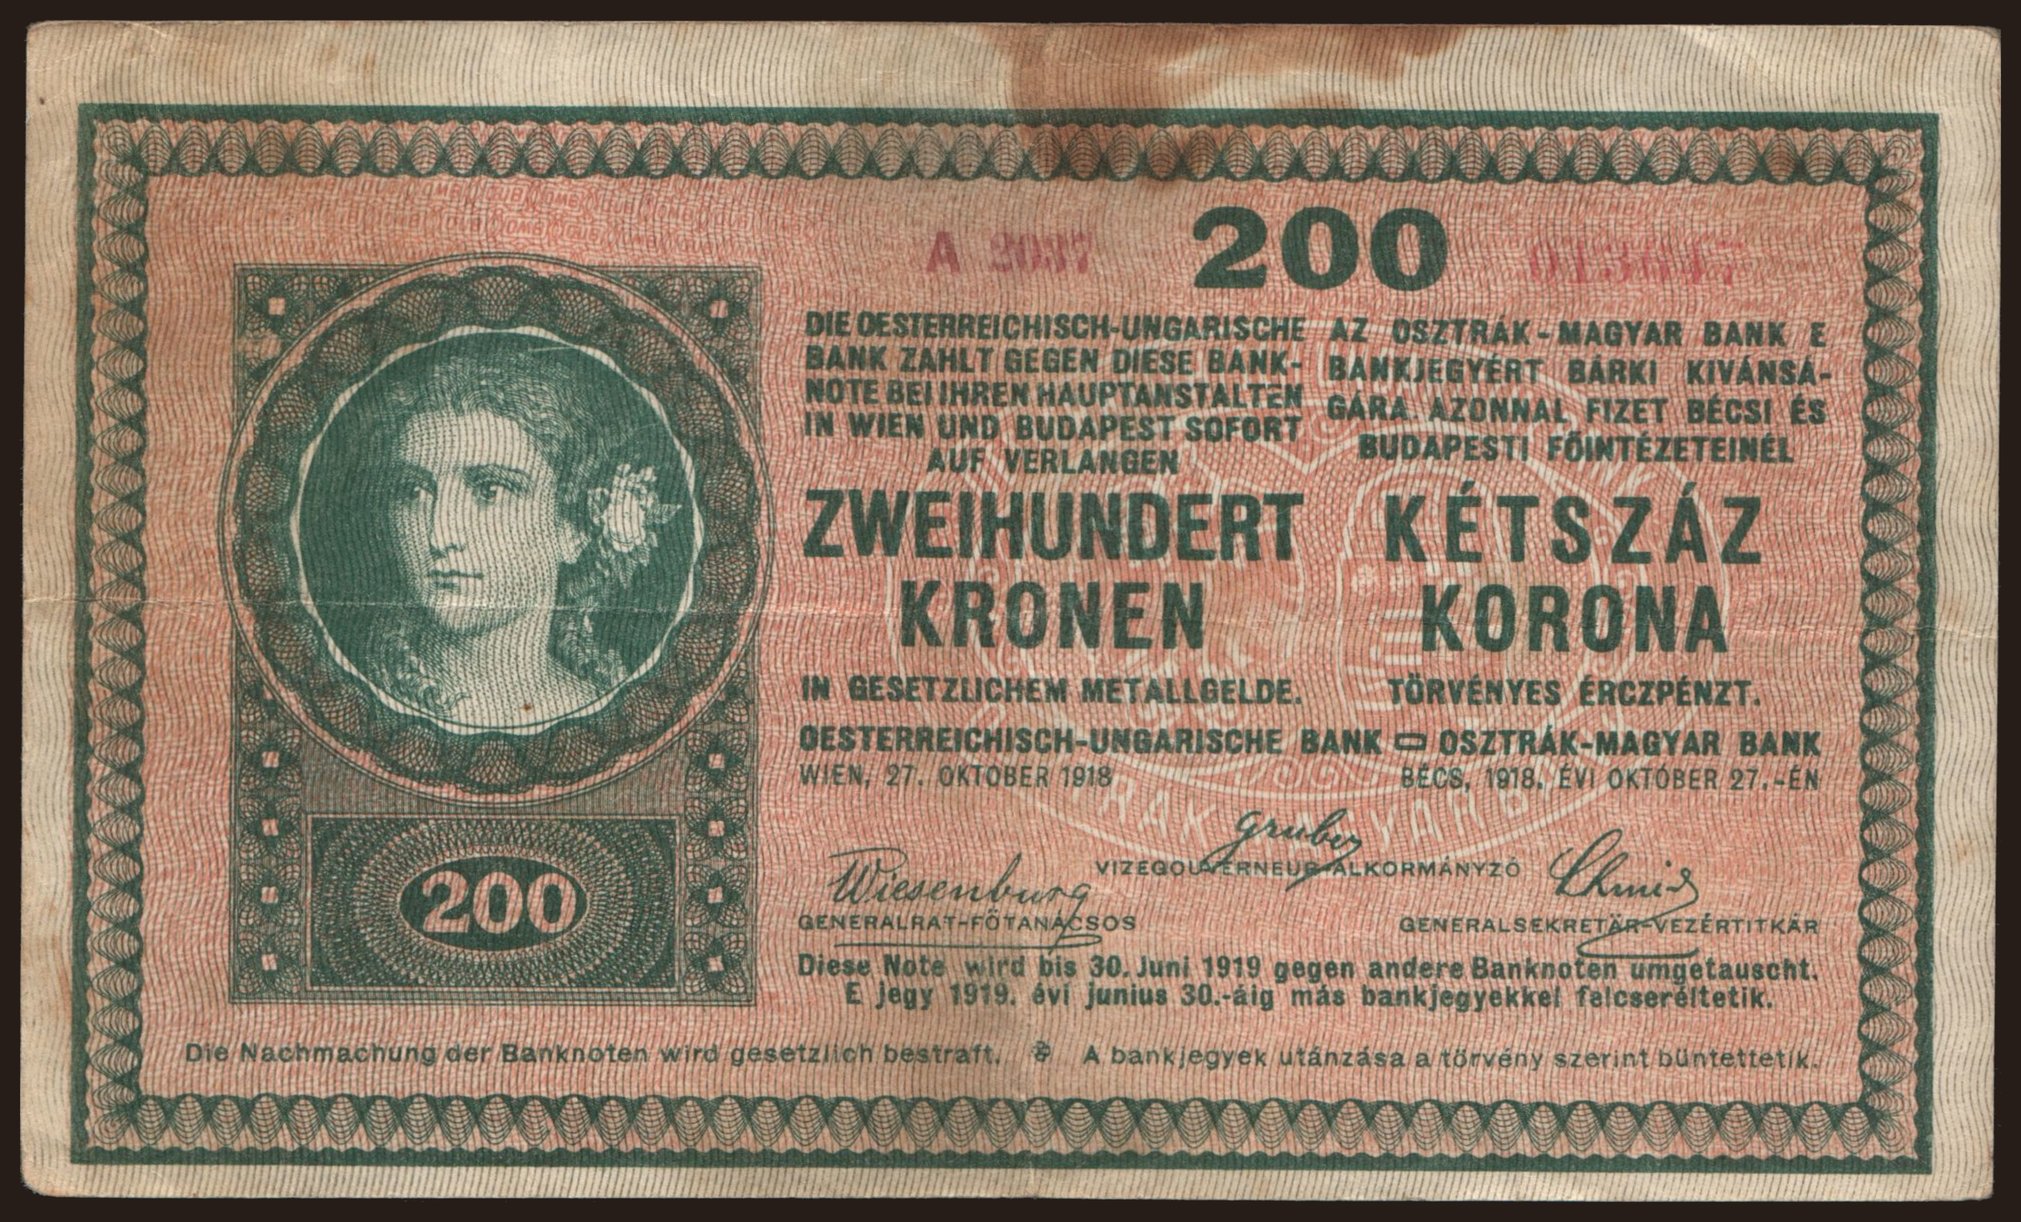 A 2037 200
DIE OESTERREICHISCH-UNGARISCHE
BANK ZAHLT GEGEN DIESE BANK-
NOTE BEI IHREN HAUPTANSTALTEN
IN WIEN UND BUDAPEST SOFORT
AUF VERLANGEN
ZWEIHUNDERT
KRONEN
IN GESETZLICHEM METALLGELDE.
AZ OSZTRÁK-MAGYAR BANK E
BANKJEGYÉRT BÁRKI KIVÁNSÁ-
GÁRA AZONNAL FIZET BÉCSI ÉS
BUDAPESTI FŐINTÉZETEINÉL
KÉTSZÁZ
KORONA
TÖRVÉNYES ÉRCZPÉNZT.
OESTERREICHISCH-UNGARISCHE BANK OSZTRÁK-MAGYAR BANK
WIEN, 27. OKTOBER 1918 BÉCS, 1918. ÉVI OKTÓBER 27.-ÉN
Gruber
VIZEGOUVERNEUR-ALKORMÁNYZÓ
Wiesenburg Schmid
GENERALRAT-FŐTANÁCSOS GENERALSEKRETÄR-VEZÉRTITKÁR
200
Diese Note wird bis 30. Juni 1919 gegen andere Banknoten umgetauscht.
E jegy 1919. évi junius 30.-áig más bankjegyekkel felcseréltetik.
Die Nachmachung der Banknoten wird gesetzlich bestraft. A bankjegyek utánzása a törvény szerint büntettetik.